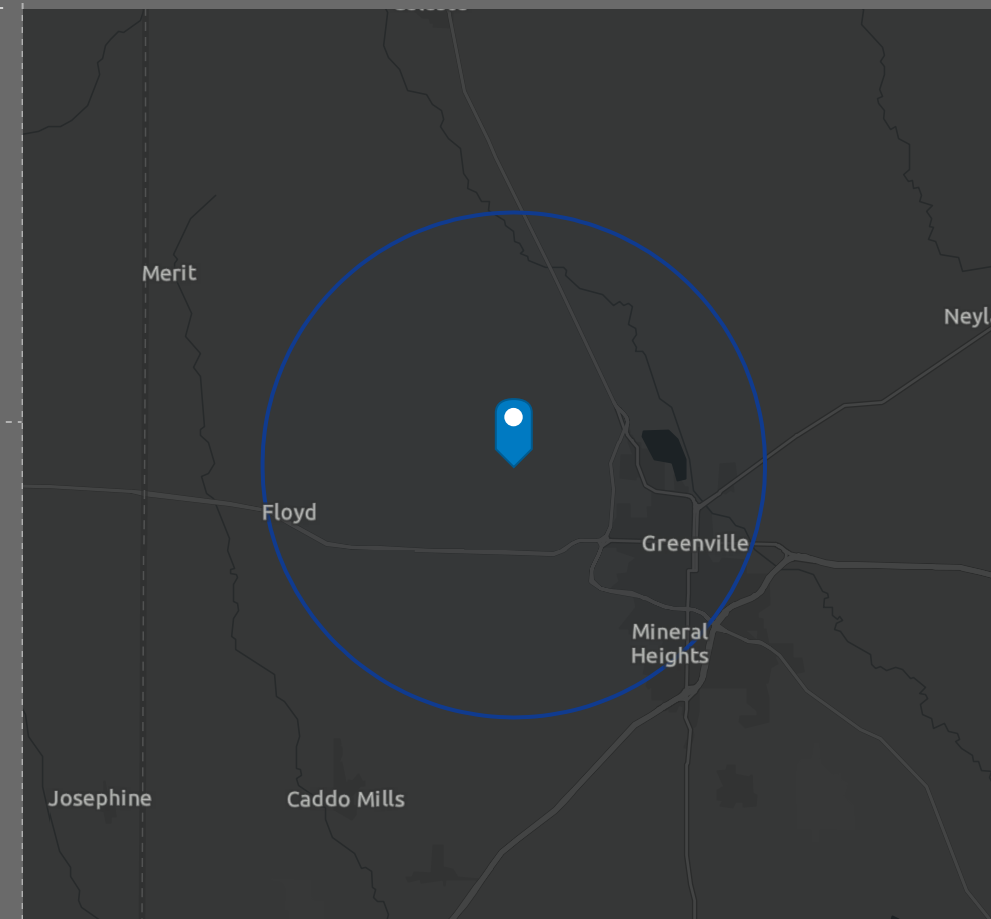 Merit
Neyl
Floyd
Greenville
Mineral
Heights
Josephine
Caddo Mills